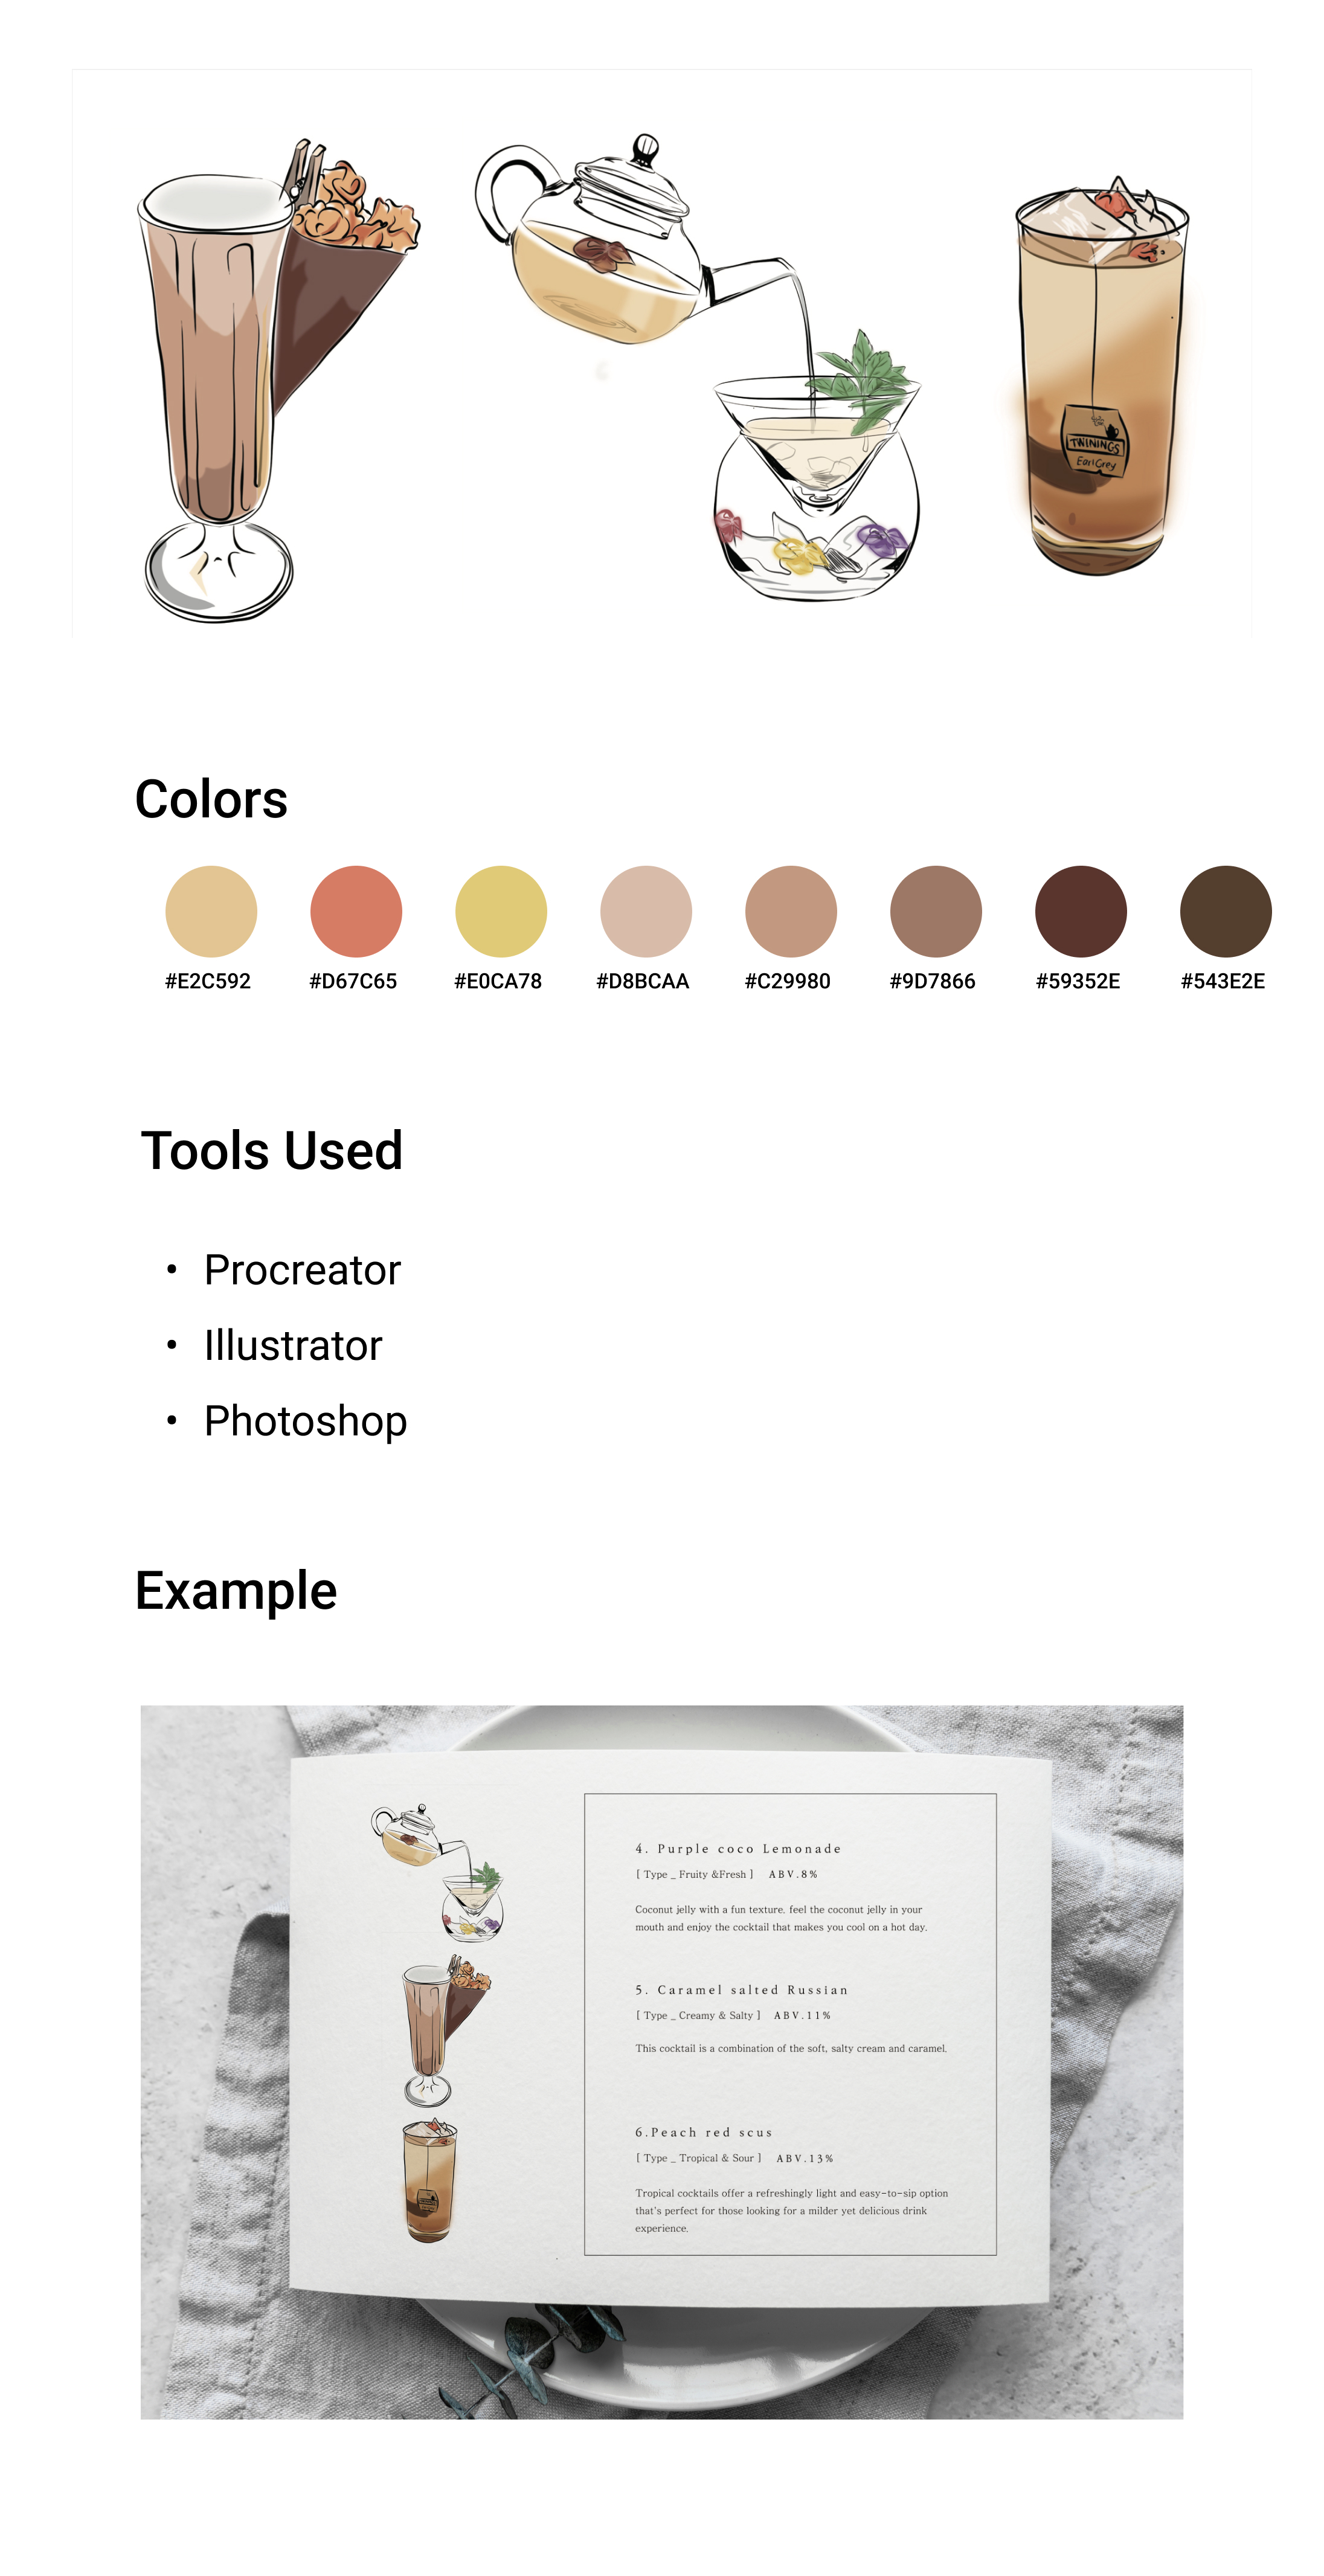 TWININGS
Earl Grey
Colors
#E2C592 #D67C65 #E0CA78 #D8BCAA #C29980 #9D7866 #59352E #543E2E
Tools Used
• Procreator
• Illustrator
• Photoshop
Example
4. Purple coco Lemonade
[ Type _ Fruity &Fresh ] ABV.8%
Coconut jelly with a fun texture. feel the coconut jelly in your
mouth and enjoy the cocktail that makes you cool on a hot day.
5. Caramel salted Russian
[ Type _ Creamy & Salty ] ABV.11%
This cocktail is a combination of the soft, salty cream and caramel.
6.Peach red scus
[ Type _ Tropical & Sour ] ABV.13%
Tropical cocktails offer a refreshingly light and easy-to-sip option
that's perfect for those looking for a milder yet delicious drink
experience.